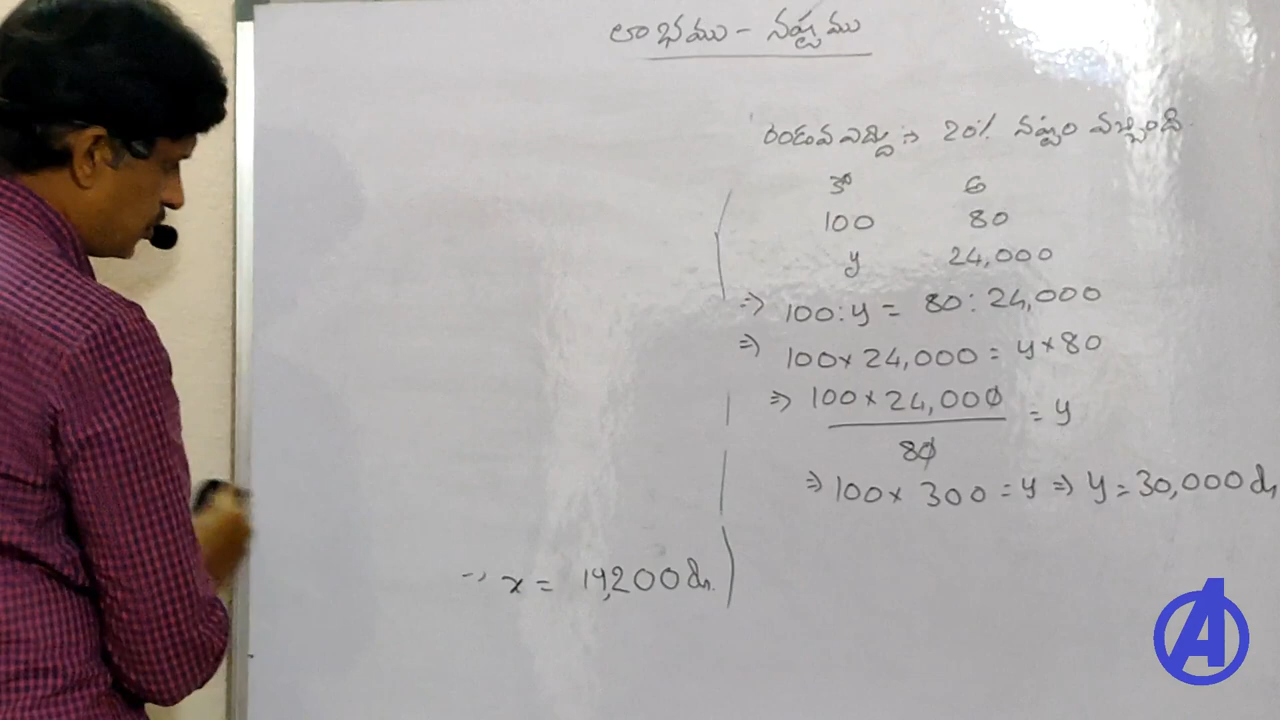 లాభము - నష్టము
రెండవ ఎద్దు :-> 20% నష్టం వచ్చింది.
కొ అ
100 80
y 24,000
=> 100 : y = 80 : 24,000
=> 100 × 24,000 = y × 80
=> 100 × 24,000 / 80 = y
=> 100 × 300 = y => y = 30,000 రూ
x = 19,200 రూ.
A